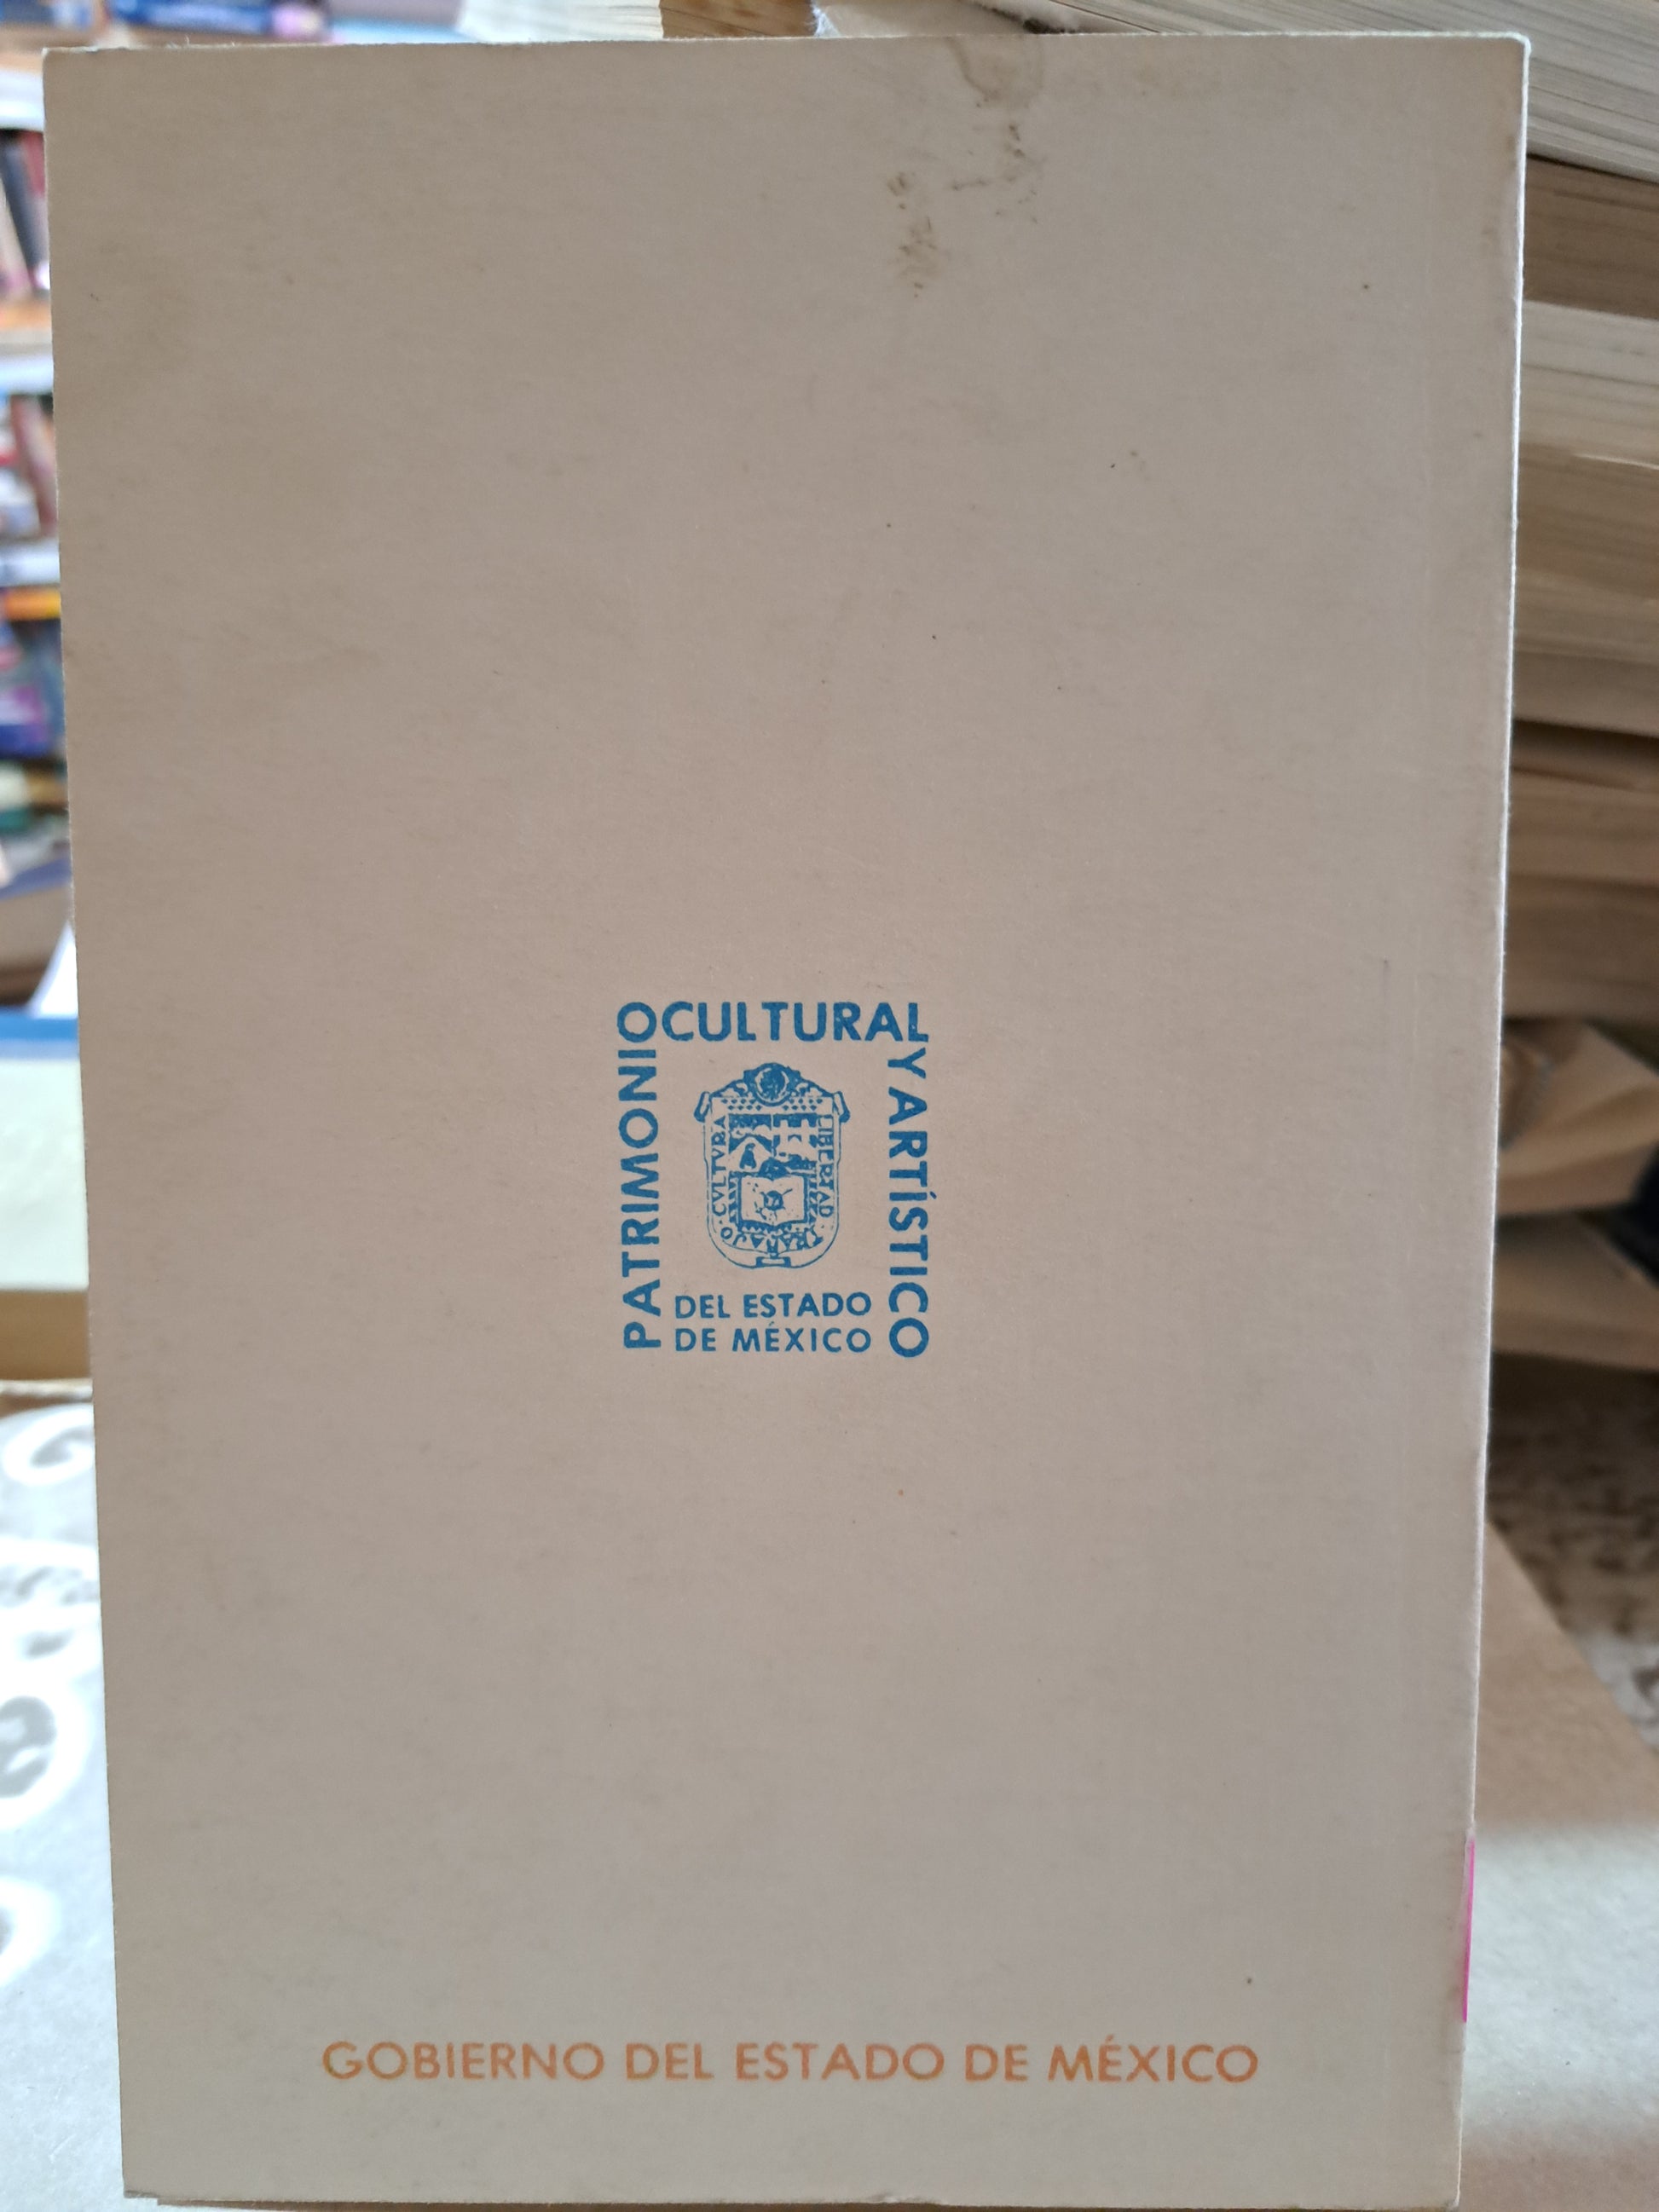 PATRIMONIO
CULTURAL
Y ARTÍSTICO
CVLTVRA
LIBERTAD
TRABAJO
DEL ESTADO
DE MÉXICO
GOBIERNO DEL ESTADO DE MÉXICO